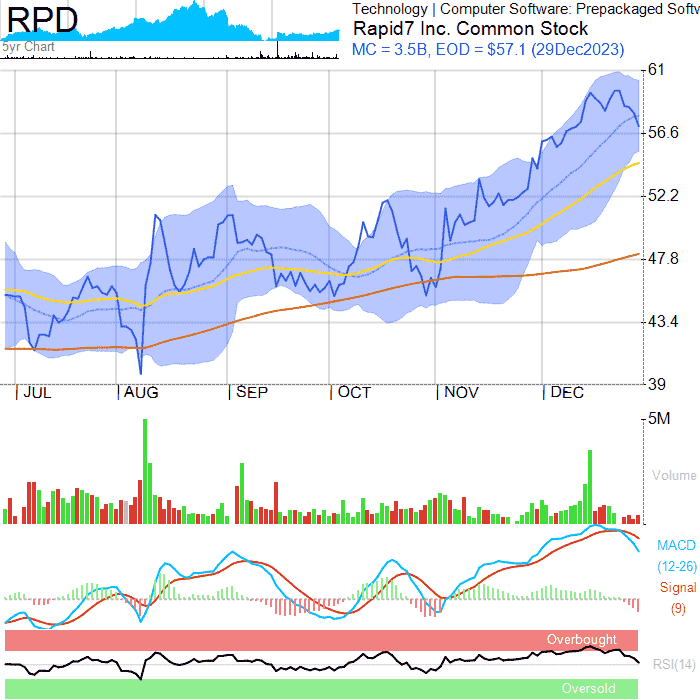 RPD
5yr Chart
Technology | Computer Software: Prepackaged Softw
Rapid7 Inc. Common Stock
MC = 3.5B, EOD = $57.1 (29Dec2023)
61
56.6
52.2
47.8
43.4
39
JUL AUG SEP OCT NOV DEC
5M
Volume
MACD
(12-26)
Signal
(9)
Overbought
RSI(14)
Oversold